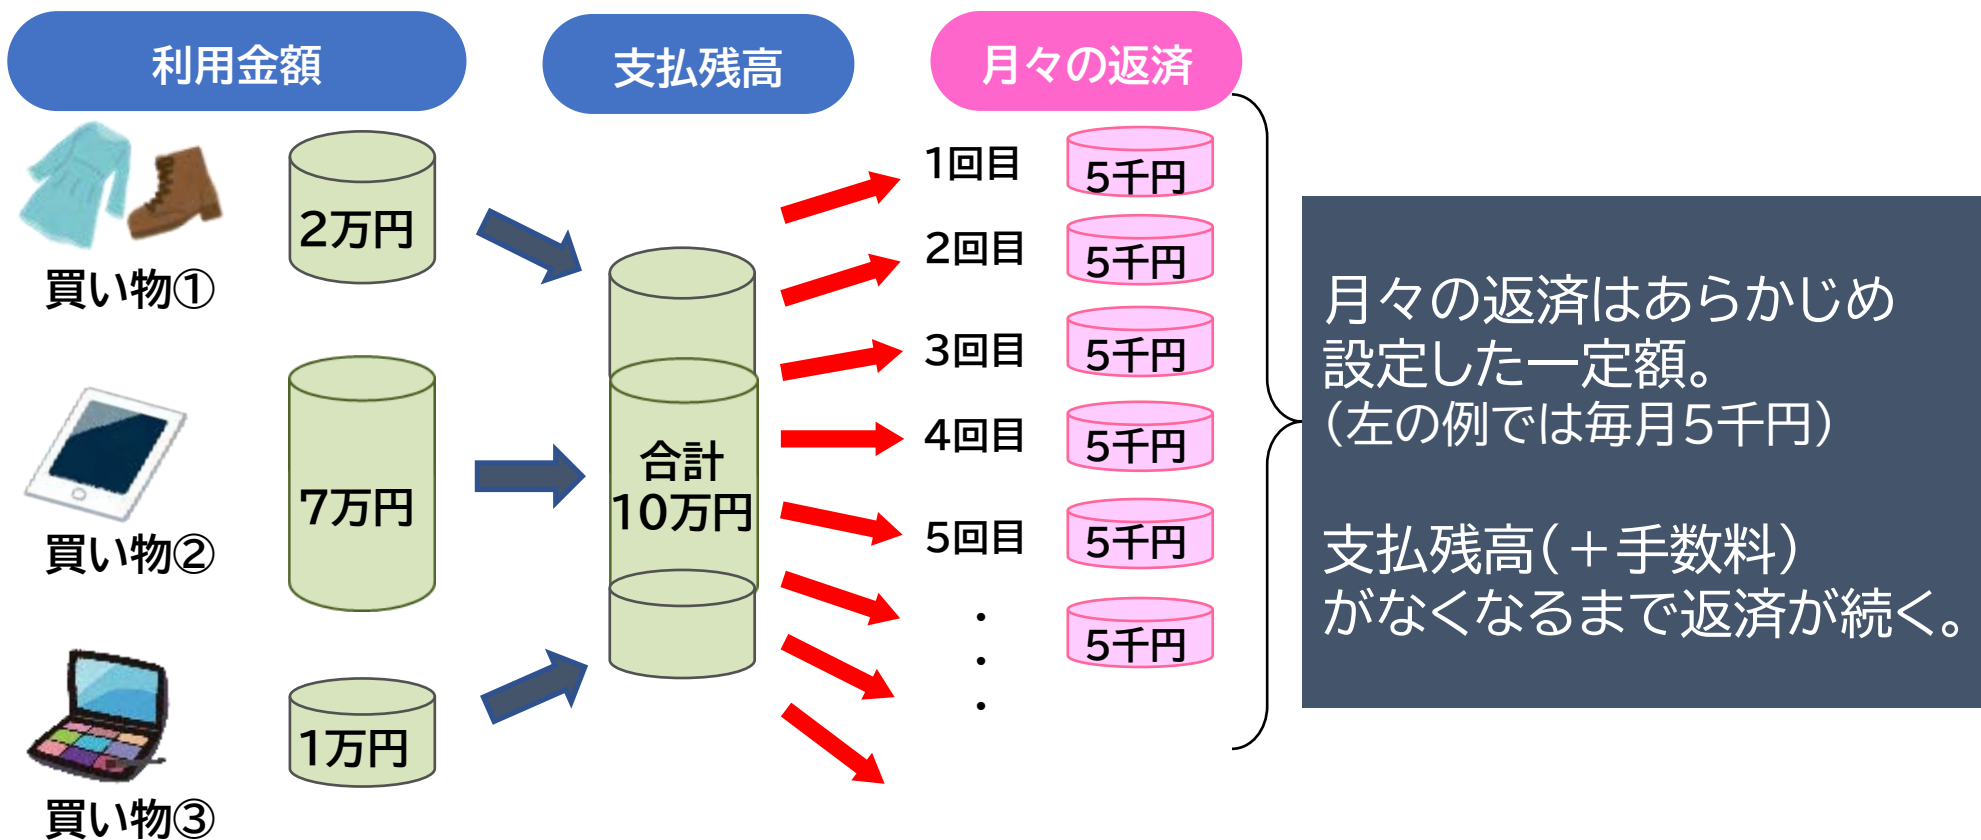 利用金額
支払残高
月々の返済
買い物①
2万円
買い物②
7万円
買い物③
1万円
合計
10万円
1回目
5千円
2回目
5千円
3回目
5千円
4回目
5千円
5回目
5千円
・
・
・
5千円
月々の返済はあらかじめ
設定した一定額。
（左の例では毎月5千円）
支払残高（＋手数料）
がなくなるまで返済が続く。